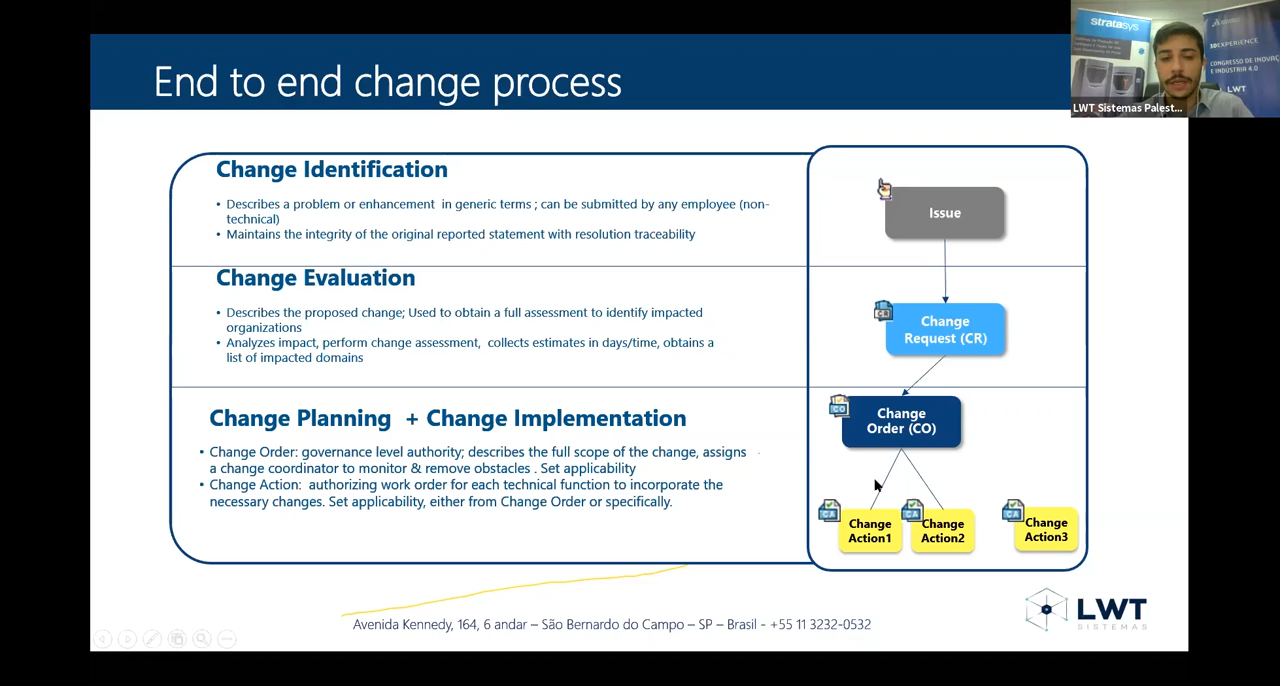 End to end change process
stratasys
3DEXPERIENCE
CONGRESSO DE INOVAÇ
E INDÚSTRIA 4.0
LWT
LWT Sistemas Palest...
Change Identification
• Describes a problem or enhancement in generic terms ; can be submitted by any employee (non-
technical)
• Maintains the integrity of the original reported statement with resolution traceability
Issue
Change Evaluation
• Describes the proposed change; Used to obtain a full assessment to identify impacted
organizations
• Analyzes impact, perform change assessment, collects estimates in days/time, obtains a
list of impacted domains
CR
Change
Request (CR)
Change Planning + Change Implementation
• Change Order: governance level authority; describes the full scope of the change, assigns
a change coordinator to monitor & remove obstacles . Set applicability
• Change Action: authorizing work order for each technical function to incorporate the
necessary changes. Set applicability, either from Change Order or specifically.
CO
Change
Order (CO)
CA
Change
Action1
CA
Change
Action2
CA
Change
Action3
Avenida Kennedy, 164, 6 andar – São Bernardo do Campo – SP – Brasil - +55 11 3232-0532
LWT
SISTEMAS